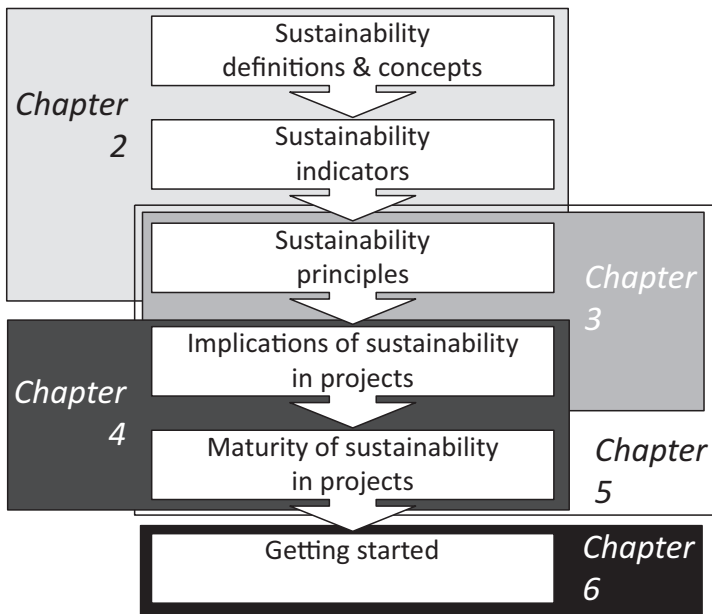 Sustainability
definitions & concepts
Chapter
2
Sustainability
indicators
Sustainability
principles
Chapter
3
Implications of sustainability
in projects
Chapter
4
Maturity of sustainability
in projects
Chapter
5
Getting started
Chapter
6